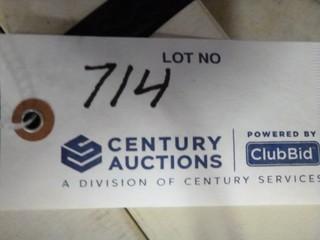 LOT NO
714
CENTURY AUCTIONS
POWERED BY
ClubBid
A DIVISION OF CENTURY SERVICES